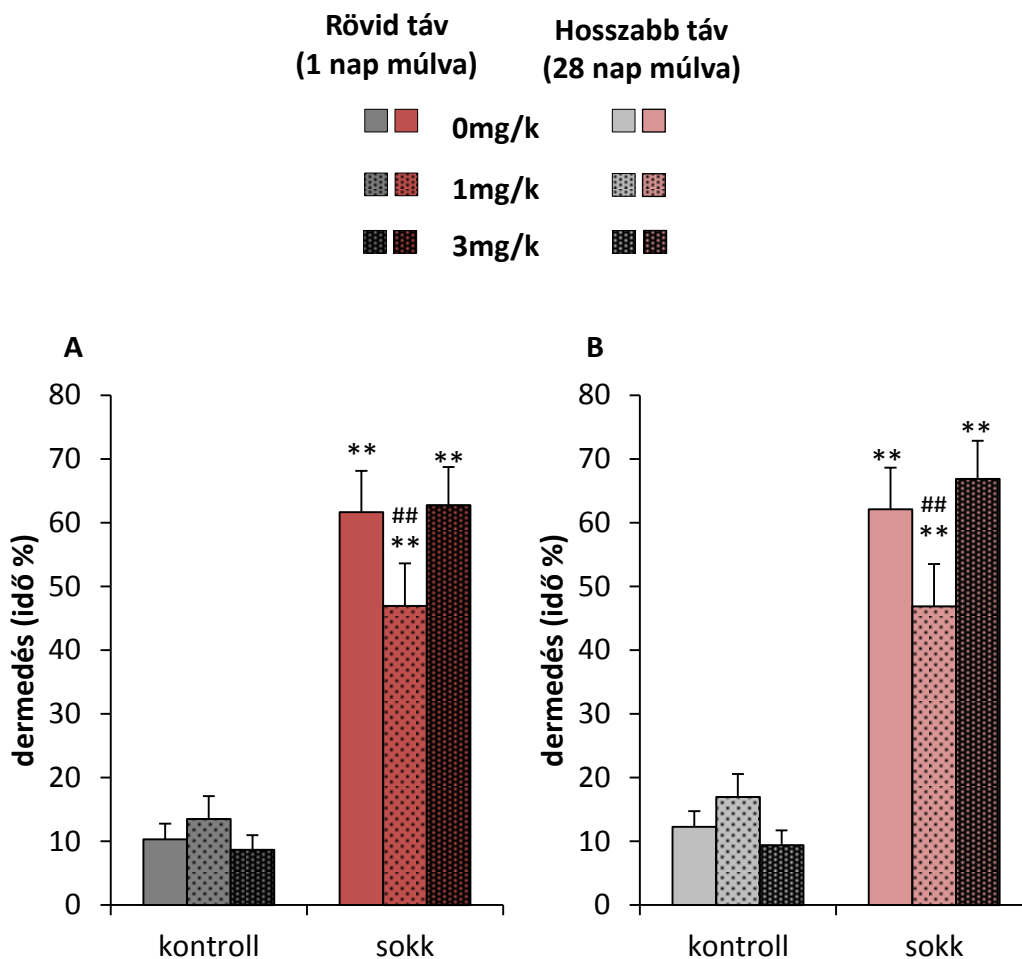 Rövid táv
(1 nap múlva)
Hosszabb táv
(28 nap múlva)
0mg/k
1mg/k
3mg/k
A
dermedés (idő %)
80
70
60
50
40
30
20
10
0
**
##
**
**
kontroll
sokk
B
dermedés (idő %)
80
70
60
50
40
30
20
10
0
**
##
**
**
kontroll
sokk